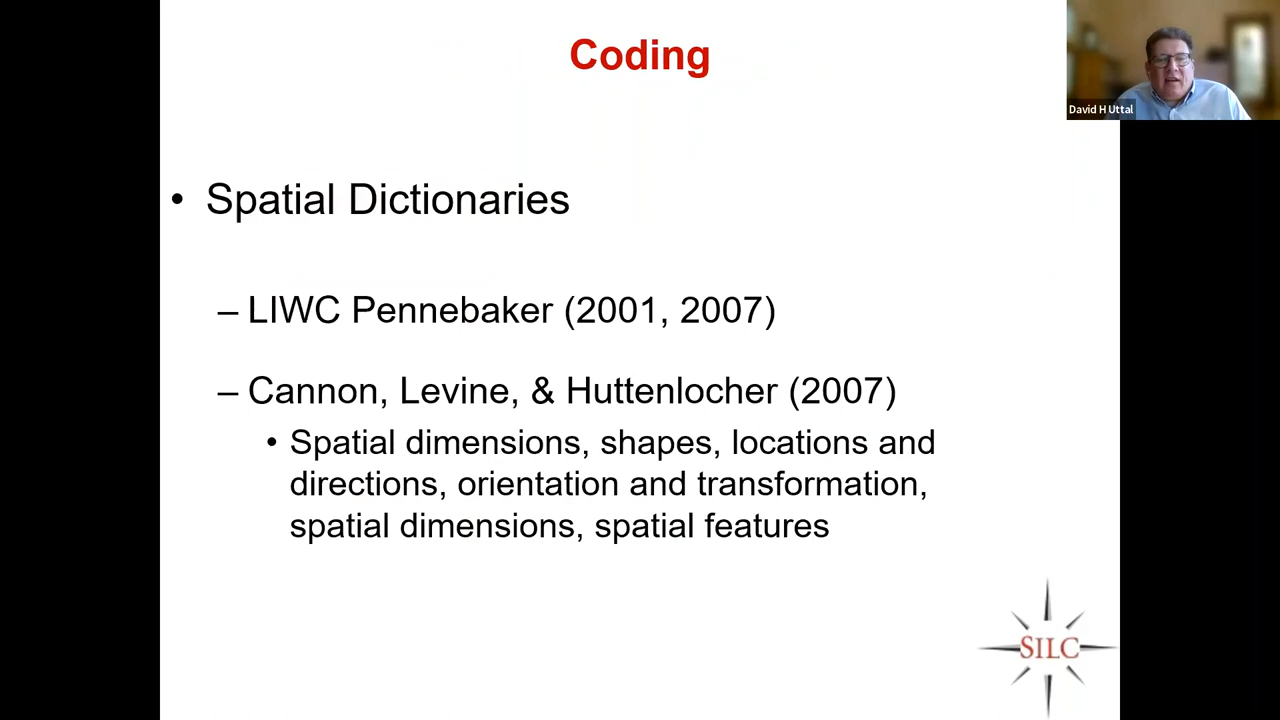 Coding
David H Uttal
• Spatial Dictionaries
– LIWC Pennebaker (2001, 2007)
– Cannon, Levine, & Huttenlocher (2007)
• Spatial dimensions, shapes, locations and
directions, orientation and transformation,
spatial dimensions, spatial features
SILC